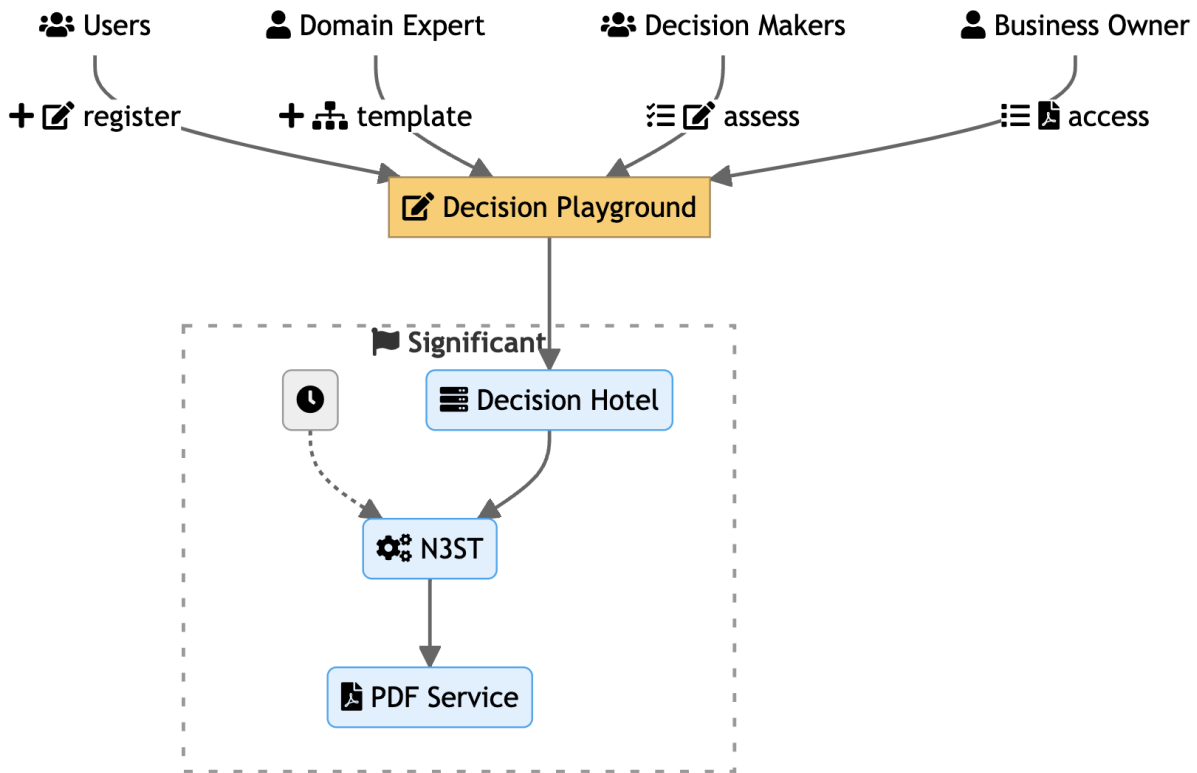 Users
Domain Expert
Decision Makers
Business Owner
register
template
assess
access
Decision Playground
Significant
Decision Hotel
N3ST
PDF Service